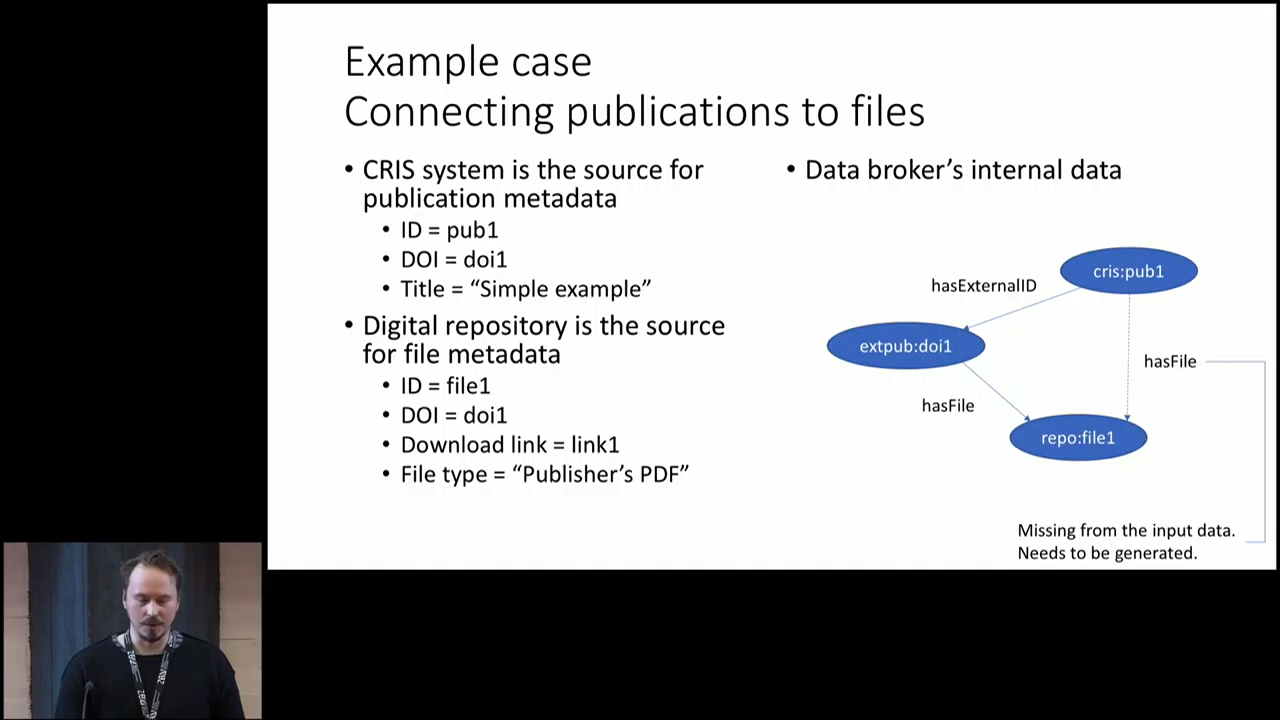 Example case
Connecting publications to files
• CRIS system is the source for
publication metadata
• ID = pub1
• DOI = doi1
• Title = “Simple example”
• Digital repository is the source
for file metadata
• ID = file1
• DOI = doi1
• Download link = link1
• File type = “Publisher’s PDF”
• Data broker’s internal data
cris:pub1
hasExternalID
extpub:doi1
hasFile
hasFile
repo:file1
Missing from the input data.
Needs to be generated.